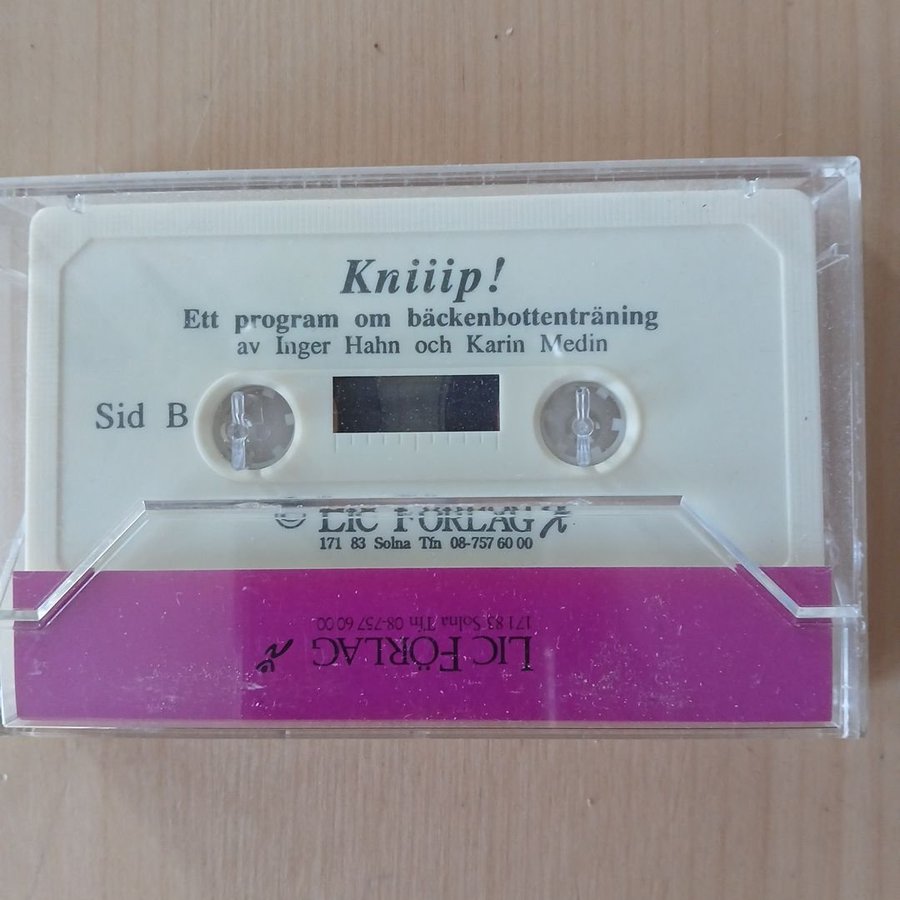 Kniiip!
Ett program om bäckenbottenträning
av Inger Hahn och Karin Medin
Sid B
LIC FÖRLAG
171 83 Solna Tfn 08-757 60 00
LIC FÖRLAG
171 83 Solna Tfn 08-757 60 00